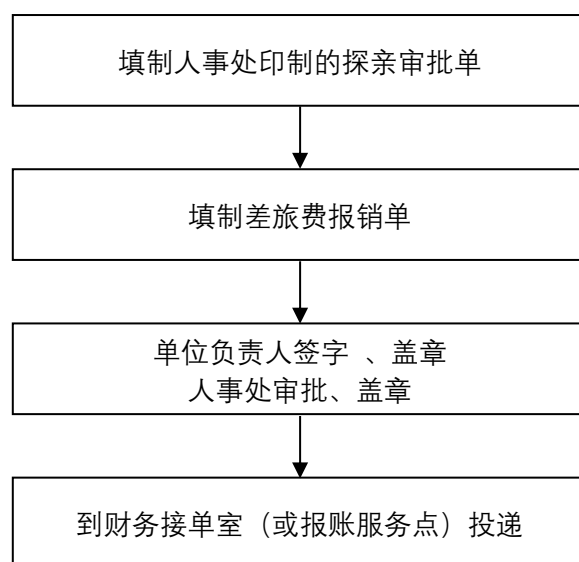 填制人事处印制的探亲审批单
填制差旅费报销单
单位负责人签字 、盖章
人事处审批、盖章
到财务接单室（或报账服务点）投递